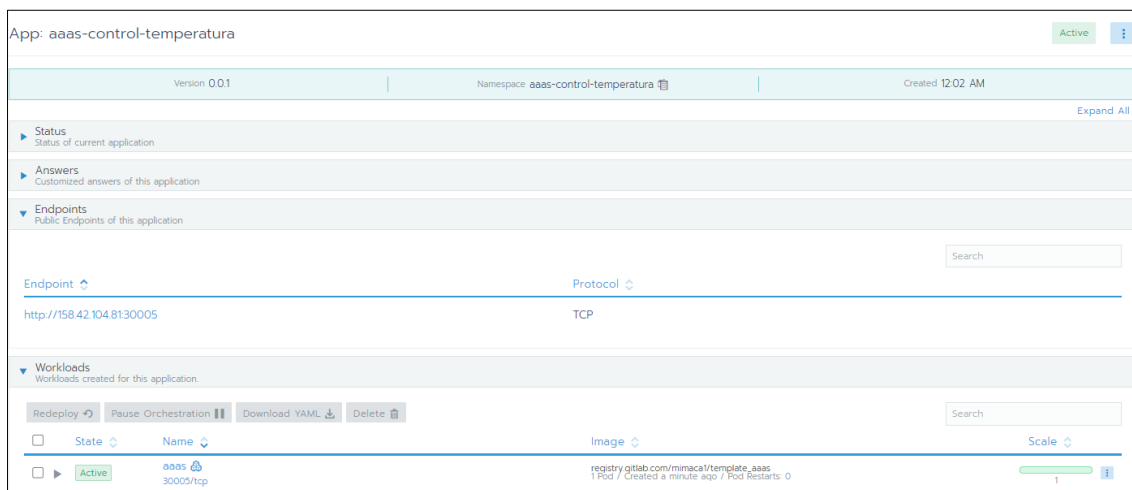 App: aaas-control-temperatura
Active
Version 0.0.1
Namespace aaas-control-temperatura
Created 12:02 AM
Expand All
Status
Status of current application
Answers
Customized answers of this application
Endpoints
Public Endpoints of this application
Search
Endpoint
Protocol
http://158.42.104.81:30005
TCP
Workloads
Workloads created for this application.
Redeploy
Pause Orchestration
Download YAML
Delete
Search
State
Name
Image
Scale
Active
aaas
30005/tcp
registry.gitlab.com/mimaca1/template_aaas
1 Pod / Created a minute ago / Pod Restarts: 0
1